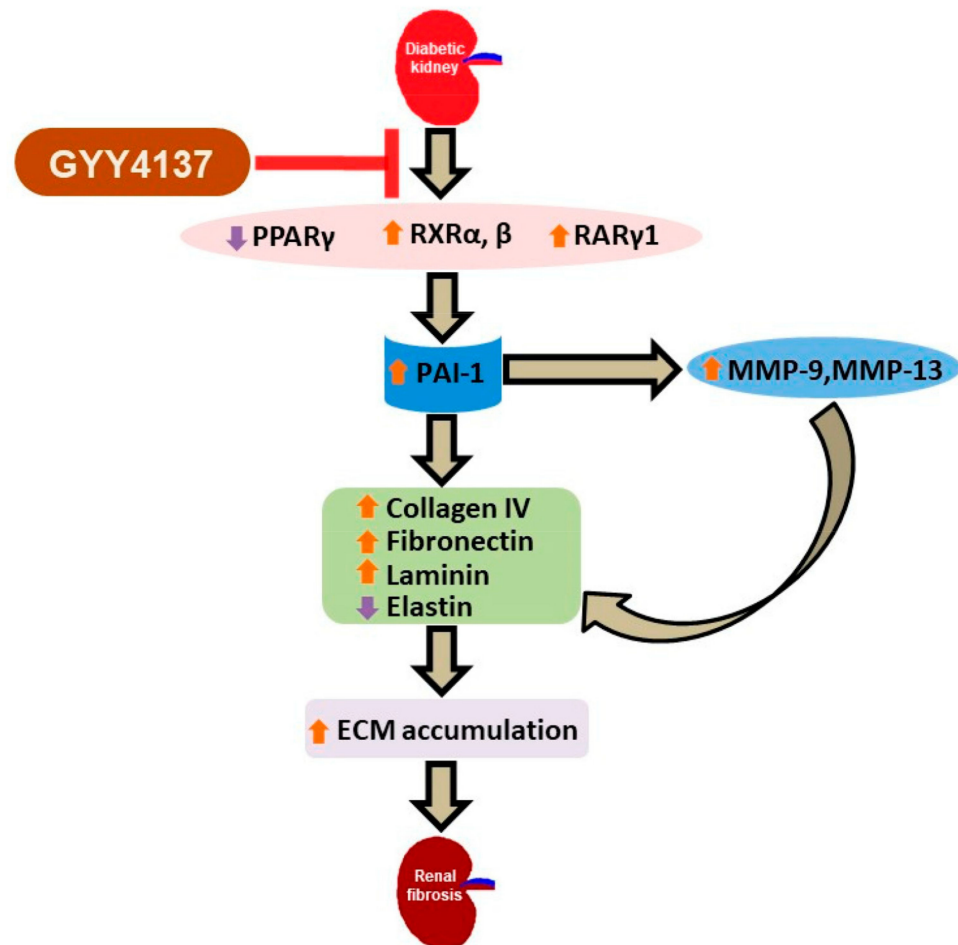 Diabetic
kidney
GYY4137
PPARγ
RXRα, β
RARγ1
PAI-1
MMP-9,MMP-13
Collagen IV
Fibronectin
Laminin
Elastin
ECM accumulation
Renal
fibrosis